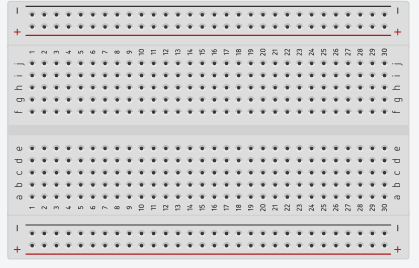 − −
+ +
1 2 3 4 5 6 7 8 9 10 11 12 13 14 15 16 17 18 19 20 21 22 23 24 25 26 27 28 29 30
j j
i i
h h
g g
f f
e e
d d
c c
b b
a a
1 2 3 4 5 6 7 8 9 10 11 12 13 14 15 16 17 18 19 20 21 22 23 24 25 26 27 28 29 30
− −
+ +